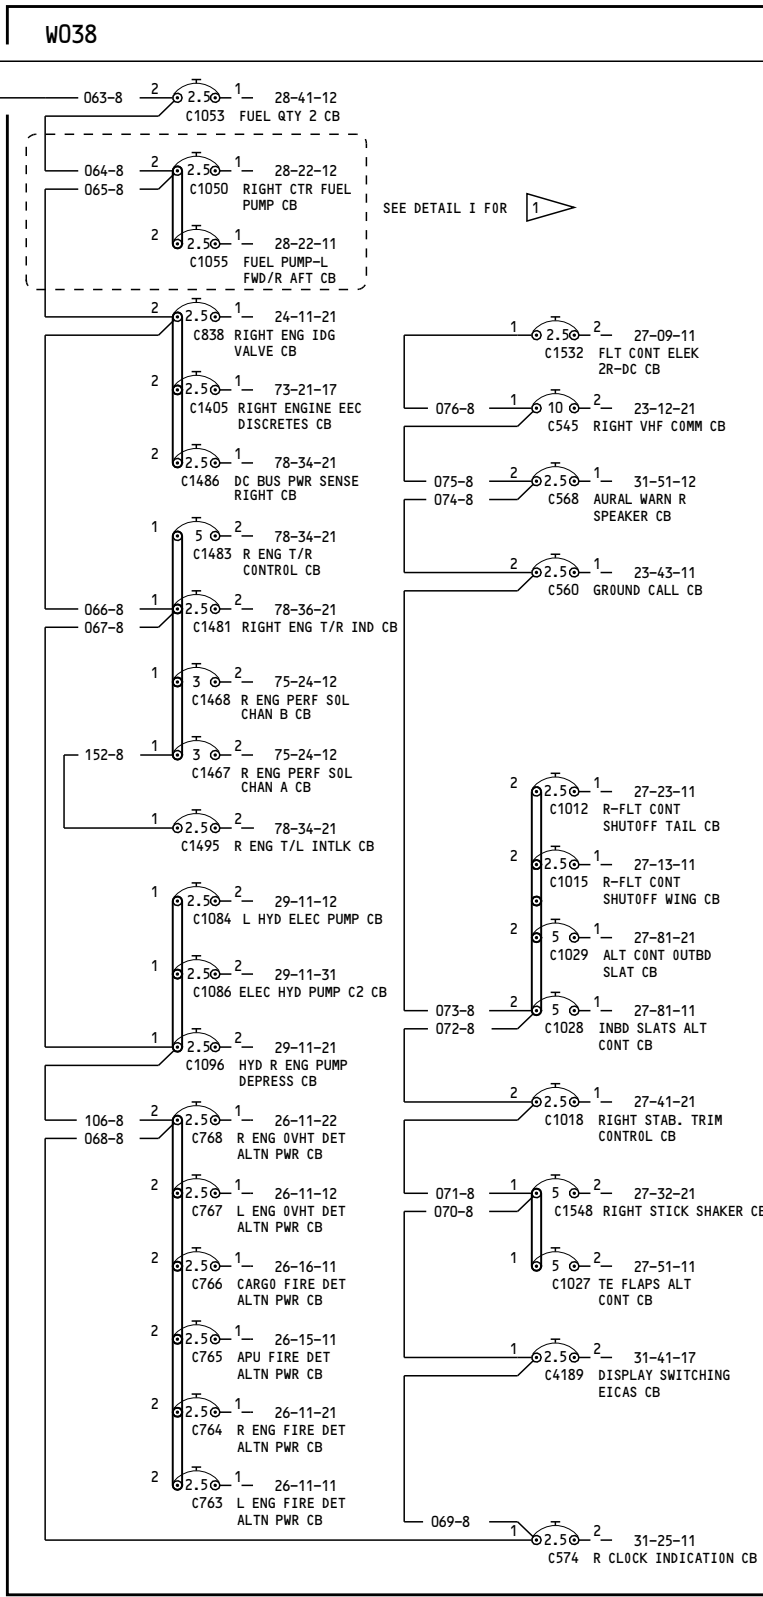 W038
063-8 2 2.5 1 28-41-12
C1053 FUEL QTY 2 CB
064-8 2 2.5 1 28-22-12
065-8 C1050 RIGHT CTR FUEL
PUMP CB
2 2.5 1 28-22-11
C1055 FUEL PUMP-L
FWD/R AFT CB
SEE DETAIL I FOR 1
2 2.5 1 24-11-21
C838 RIGHT ENG IDG
VALVE CB
2 2.5 1 73-21-17
C1405 RIGHT ENGINE EEC
DISCRETES CB
2 2.5 1 78-34-21
C1486 DC BUS PWR SENSE
RIGHT CB
1 5 2 78-34-21
C1483 R ENG T/R
CONTROL CB
066-8 1 2.5 2 78-36-21
067-8 C1481 RIGHT ENG T/R IND CB
1 3 2 75-24-12
C1468 R ENG PERF SOL
CHAN B CB
152-8 1 3 2 75-24-12
C1467 R ENG PERF SOL
CHAN A CB
1 2.5 2 78-34-21
C1495 R ENG T/L INTLK CB
1 2.5 2 29-11-12
C1084 L HYD ELEC PUMP CB
1 2.5 2 29-11-31
C1086 ELEC HYD PUMP C2 CB
1 2.5 2 29-11-21
C1096 HYD R ENG PUMP
DEPRESS CB
106-8 2 2.5 1 26-11-22
068-8 C768 R ENG OVHT DET
ALTN PWR CB
2 2.5 1 26-11-12
C767 L ENG OVHT DET
ALTN PWR CB
2 2.5 1 26-16-11
C766 CARGO FIRE DET
ALTN PWR CB
2 2.5 1 26-15-11
C765 APU FIRE DET
ALTN PWR CB
2 2.5 1 26-11-21
C764 R ENG FIRE DET
ALTN PWR CB
2 2.5 1 26-11-11
C763 L ENG FIRE DET
ALTN PWR CB
1 2.5 2 27-09-11
C1532 FLT CONT ELEK
2R-DC CB
076-8 1 10 2 23-12-21
C545 RIGHT VHF COMM CB
075-8 2 2.5 1 31-51-12
074-8 C568 AURAL WARN R
SPEAKER CB
2 2.5 1 23-43-11
C560 GROUND CALL CB
2 2.5 1 27-23-11
C1012 R-FLT CONT
SHUTOFF TAIL CB
2 2.5 1 27-13-11
C1015 R-FLT CONT
SHUTOFF WING CB
2 5 1 27-81-21
C1029 ALT CONT OUTBD
SLAT CB
073-8 2 5 1 27-81-11
072-8 C1028 INBD SLATS ALT
CONT CB
2 2.5 1 27-41-21
C1018 RIGHT STAB. TRIM
CONTROL CB
071-8 1 5 2 27-32-21
070-8 C1548 RIGHT STICK SHAKER CB
1 5 2 27-51-11
C1027 TE FLAPS ALT
CONT CB
1 2.5 2 31-41-17
C4189 DISPLAY SWITCHING
EICAS CB
069-8 1 2.5 2 31-25-11
C574 R CLOCK INDICATION CB